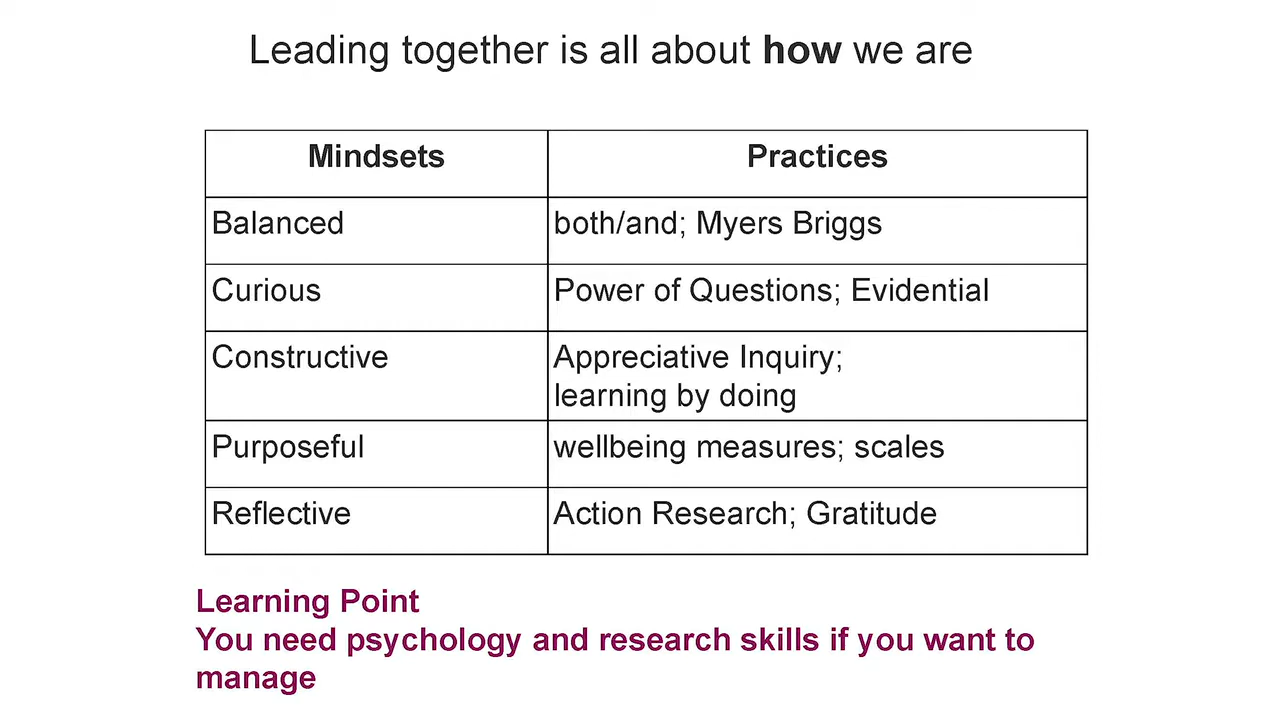 Leading together is all about how we are
Mindsets
Practices
Balanced
both/and; Myers Briggs
Curious
Power of Questions; Evidential
Constructive
Appreciative Inquiry;
learning by doing
Purposeful
wellbeing measures; scales
Reflective
Action Research; Gratitude
Learning Point
You need psychology and research skills if you want to
manage